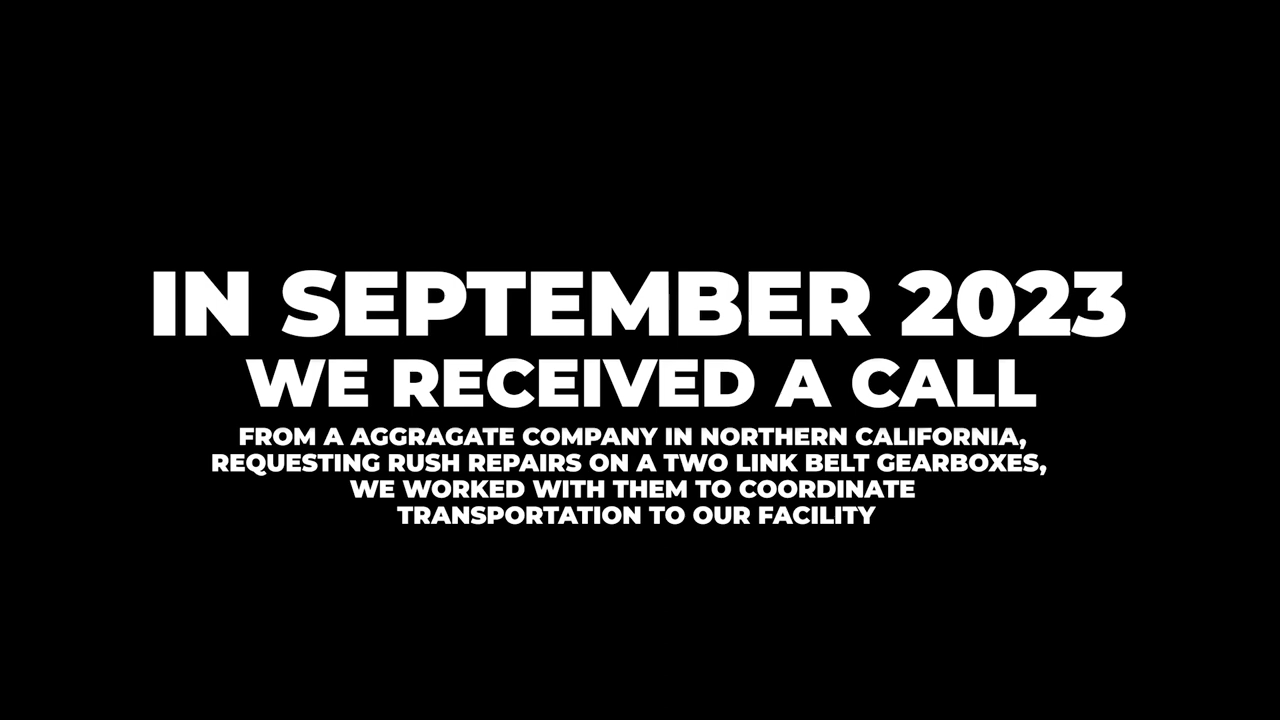 IN SEPTEMBER 2023
WE RECEIVED A CALL
FROM A AGGRAGATE COMPANY IN NORTHERN CALIFORNIA,
REQUESTING RUSH REPAIRS ON A TWO LINK BELT GEARBOXES,
WE WORKED WITH THEM TO COORDINATE
TRANSPORTATION TO OUR FACILITY